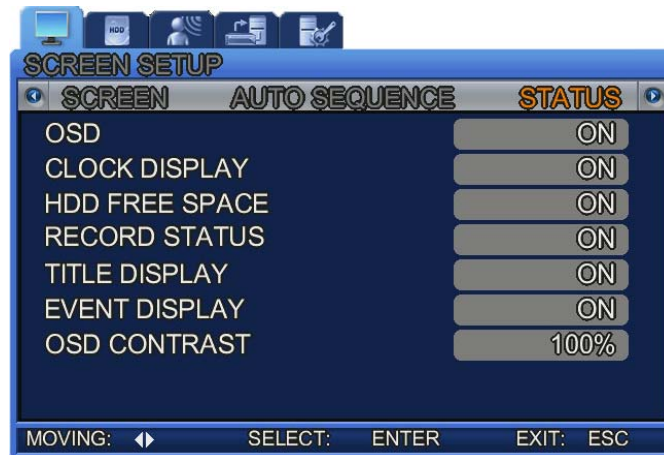 HDD
SCREEN SETUP
SCREEN AUTO SEQUENCE STATUS
OSD ON
CLOCK DISPLAY ON
HDD FREE SPACE ON
RECORD STATUS ON
TITLE DISPLAY ON
EVENT DISPLAY ON
OSD CONTRAST 100%
MOVING: SELECT: ENTER EXIT: ESC